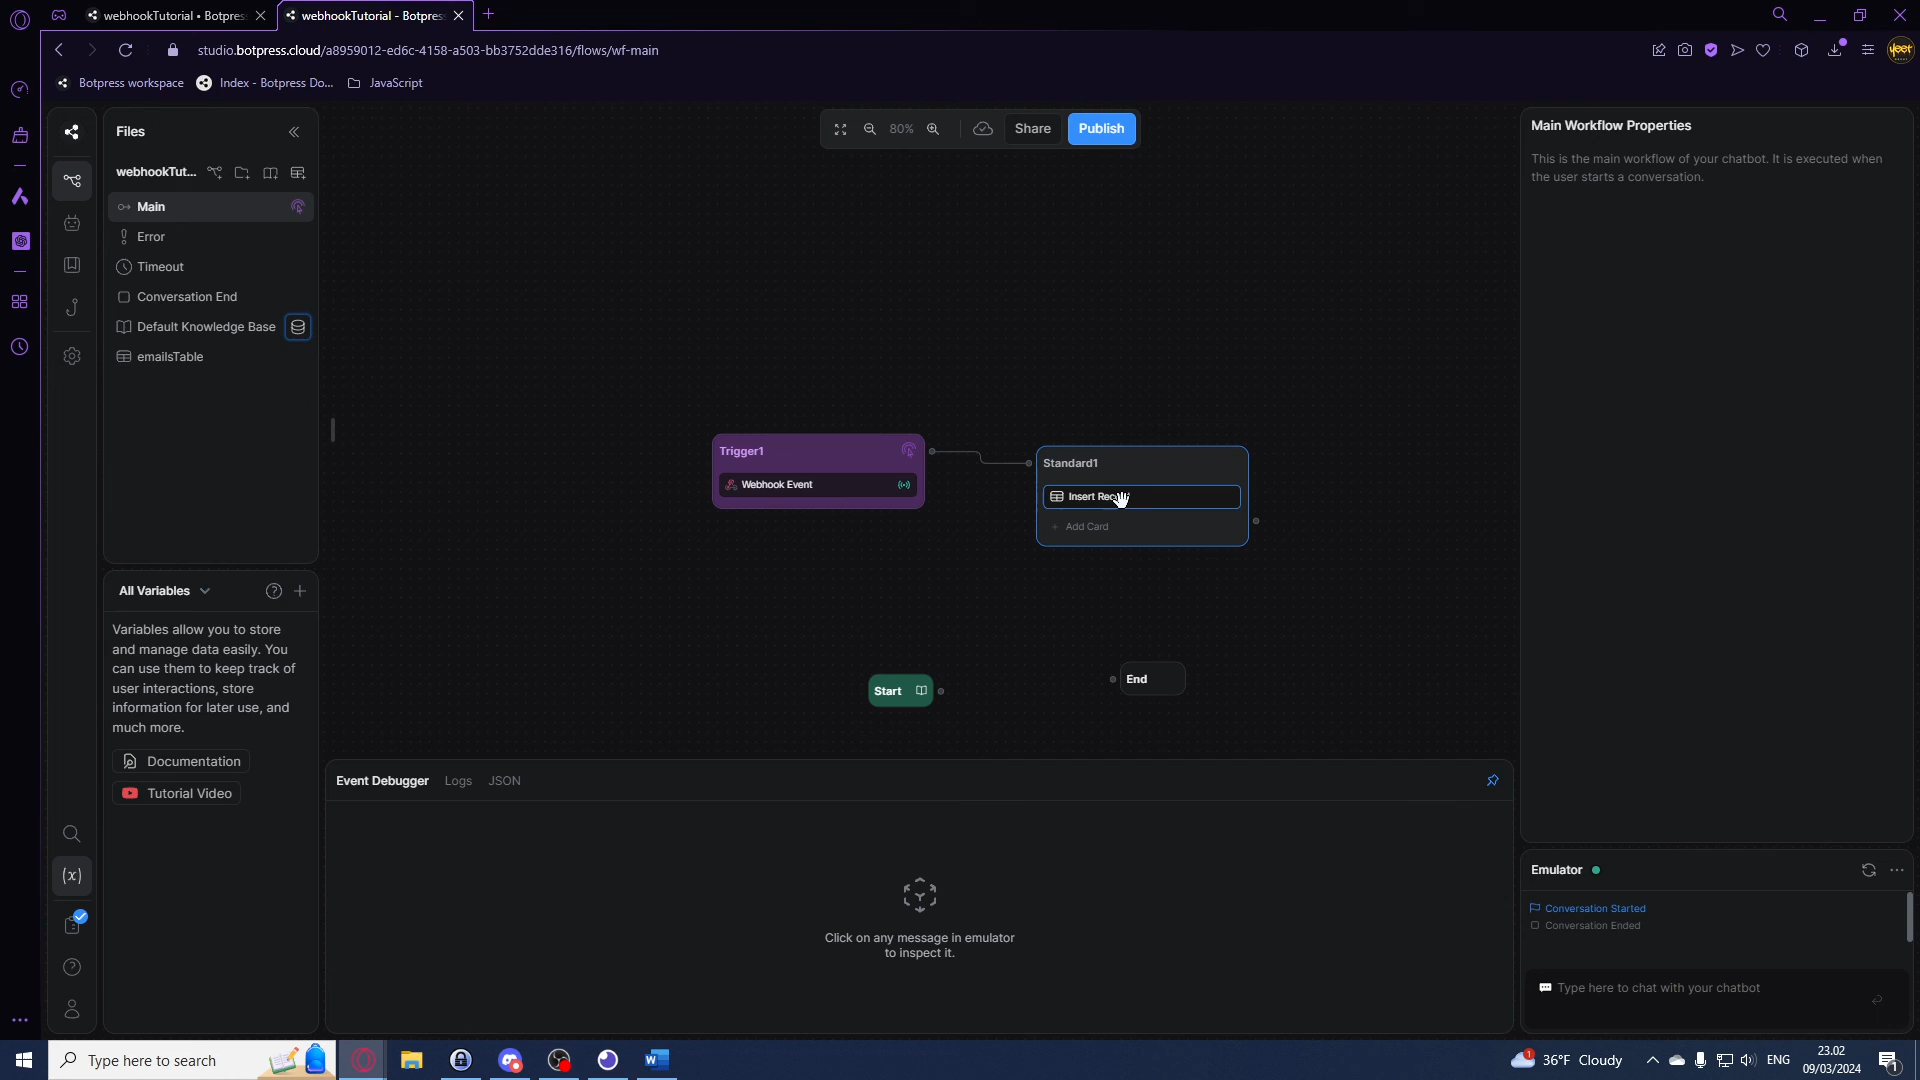 webhookTutorial • Botpres
webhookTutorial - Botpres
studio.botpress.cloud/a8959012-ed6c-4158-a503-bb3752dde316/flows/wf-main
yeet
Botpress workspace
Index - Botpress Do...
JavaScript
Files
80%
Share
Publish
Main Workflow Properties
This is the main workflow of your chatbot. It is executed when
the user starts a conversation.
webhookTut...
Main
Error
Timeout
Conversation End
Default Knowledge Base
emailsTable
Trigger1
Webhook Event
Standard1
Insert Rec
+ Add Card
Start
End
All Variables
Variables allow you to store
and manage data easily. You
can use them to keep track of
user interactions, store
information for later use, and
much more.
Documentation
Tutorial Video
(x)
Event Debugger
Logs
JSON
Click on any message in emulator
to inspect it.
Emulator
Conversation Started
Conversation Ended
Type here to chat with your chatbot
Type here to search
1
36°F Cloudy
ENG
23.02
09/03/2024
1